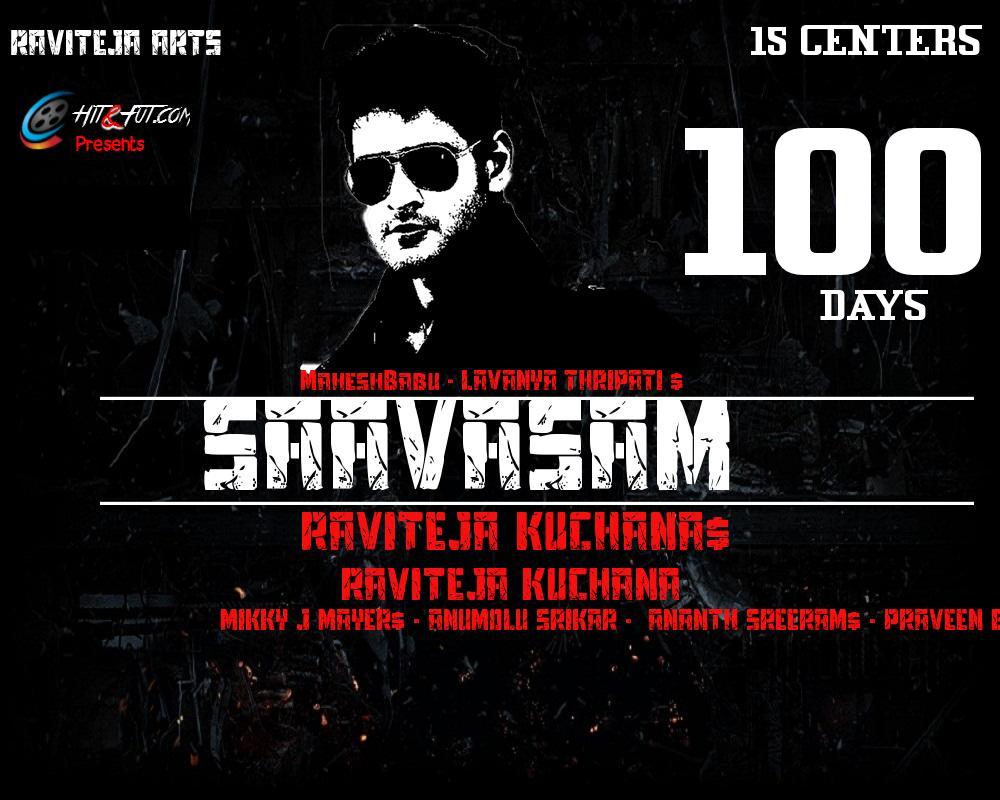 RAVITEJA ARTS
15 CENTERS
HIT&FUT.COM
Presents
100
DAYS
MAHESHBABU - LAVANYA THRIPATI $
SAAVASAM
RAVITEJA KUCHANA$
RAVITEJA KUCHANA
MIKKY J MAYER$ - ANUMOLU SRIKAR - ANANTH SREERAM$ - PRAVEEN